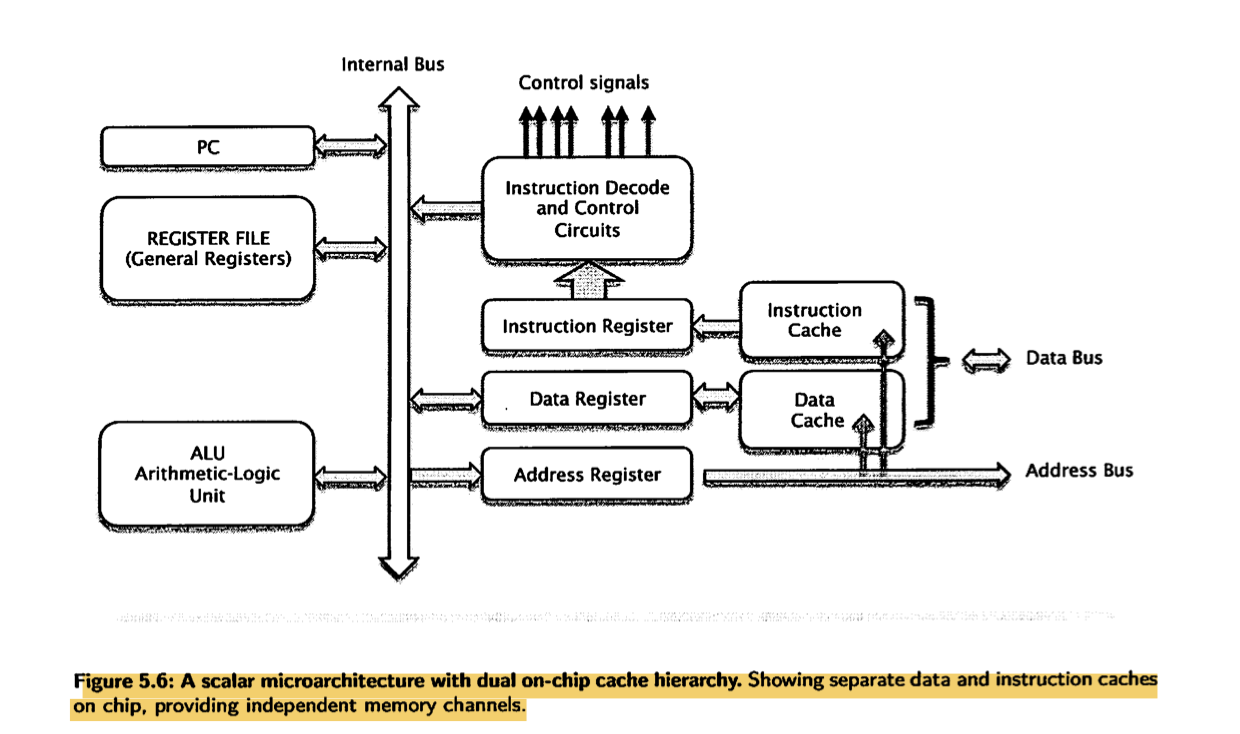 Internal Bus
Control signals
PC
Instruction Decode
and Control
Circuits
REGISTER FILE
(General Registers)
Instruction Register
Instruction
Cache
Data Bus
Data Register
Data
Cache
ALU
Arithmetic-Logic
Unit
Address Register
Address Bus
Figure 5.6: A scalar microarchitecture with dual on-chip cache hierarchy. Showing separate data and instruction caches
on chip, providing independent memory channels.